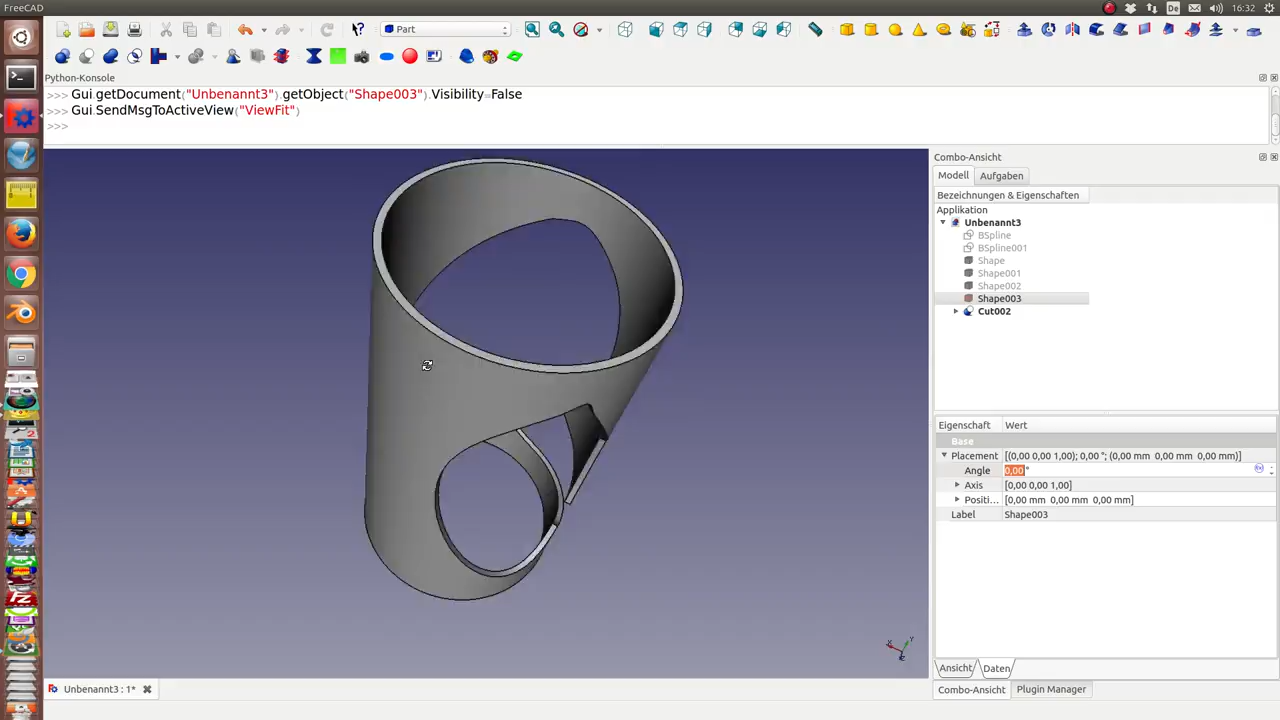 FreeCAD
De
16:32
Part
Python-Konsole
>>> Gui.getDocument("Unbenannt3").getObject("Shape003").Visibility=False
>>> Gui.SendMsgToActiveView("ViewFit")
>>>
Combo-Ansicht
Modell
Aufgaben
Bezeichnungen & Eigenschaften
Applikation
Unbenannt3
BSpline
BSpline001
Shape
Shape001
Shape002
Shape003
Cut002
Eigenschaft Wert
Base
Placement [(0,00 0,00 1,00); 0,00 °; (0,00 mm 0,00 mm 0,00 mm)]
Angle 0,00 °
Axis [0,00 0,00 1,00]
Positi... [0,00 mm 0,00 mm 0,00 mm]
Label Shape003
Ansicht Daten
Unbenannt3 : 1*
Combo-Ansicht Plugin Manager